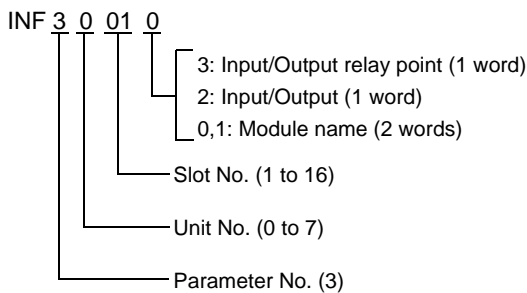 INF 3 0 01 0
3: Input/Output relay point (1 word)
2: Input/Output (1 word)
0,1: Module name (2 words)
Slot No. (1 to 16)
Unit No. (0 to 7)
Parameter No. (3)